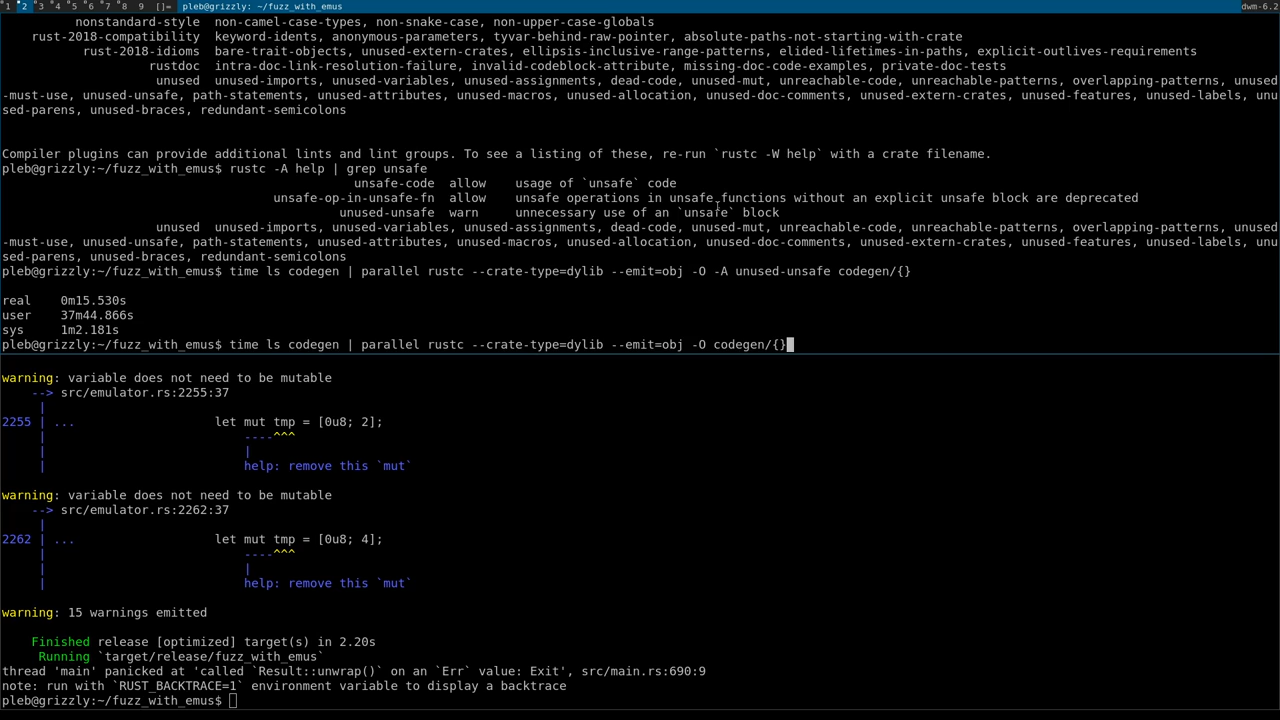 1 2 3 4 5 6 7 8 9 []= pleb@grizzly: ~/fuzz_with_emus dwm-6.2
nonstandard-style non-camel-case-types, non-snake-case, non-upper-case-globals
rust-2018-compatibility keyword-idents, anonymous-parameters, tyvar-behind-raw-pointer, absolute-paths-not-starting-with-crate
rust-2018-idioms bare-trait-objects, unused-extern-crates, ellipsis-inclusive-range-patterns, elided-lifetimes-in-paths, explicit-outlives-requirements
rustdoc intra-doc-link-resolution-failure, invalid-codeblock-attribute, missing-doc-code-examples, private-doc-tests
unused unused-imports, unused-variables, unused-assignments, dead-code, unused-mut, unreachable-code, unreachable-patterns, overlapping-patterns, unused
-must-use, unused-unsafe, path-statements, unused-attributes, unused-macros, unused-allocation, unused-doc-comments, unused-extern-crates, unused-features, unused-labels, unu
sed-parens, unused-braces, redundant-semicolons
Compiler plugins can provide additional lints and lint groups. To see a listing of these, re-run `rustc -W help` with a crate filename.
pleb@grizzly:~/fuzz_with_emus$ rustc -A help | grep unsafe
unsafe-code allow usage of `unsafe` code
unsafe-op-in-unsafe-fn allow unsafe operations in unsafe functions without an explicit unsafe block are deprecated
unused-unsafe warn unnecessary use of an `unsafe` block
unused unused-imports, unused-variables, unused-assignments, dead-code, unused-mut, unreachable-code, unreachable-patterns, overlapping-patterns, unused
-must-use, unused-unsafe, path-statements, unused-attributes, unused-macros, unused-allocation, unused-doc-comments, unused-extern-crates, unused-features, unused-labels, unu
sed-parens, unused-braces, redundant-semicolons
pleb@grizzly:~/fuzz_with_emus$ time ls codegen | parallel rustc --crate-type=dylib --emit=obj -O -A unused-unsafe codegen/{}
real 0m15.530s
user 37m44.866s
sys 1m2.181s
pleb@grizzly:~/fuzz_with_emus$ time ls codegen | parallel rustc --crate-type=dylib --emit=obj -O codegen/{}
warning: variable does not need to be mutable
--> src/emulator.rs:2255:37
|
2255 | ... let mut tmp = [0u8; 2];
| ----^^^
| |
| help: remove this `mut`
warning: variable does not need to be mutable
--> src/emulator.rs:2262:37
|
2262 | ... let mut tmp = [0u8; 4];
| ----^^^
| |
| help: remove this `mut`
warning: 15 warnings emitted
Finished release [optimized] target(s) in 2.20s
Running `target/release/fuzz_with_emus`
thread 'main' panicked at 'called `Result::unwrap()` on an `Err` value: Exit', src/main.rs:690:9
note: run with `RUST_BACKTRACE=1` environment variable to display a backtrace
pleb@grizzly:~/fuzz_with_emus$